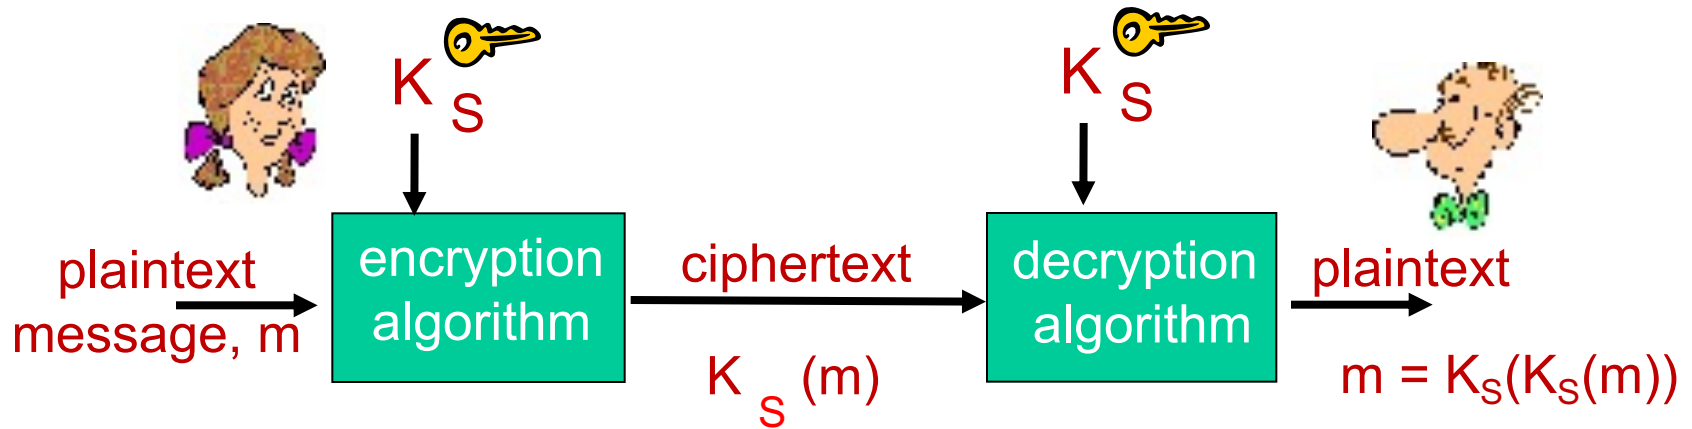 K S
K S
plaintext
message, m
encryption
algorithm
ciphertext
K S (m)
decryption
algorithm
plaintext
m = KS(KS(m))